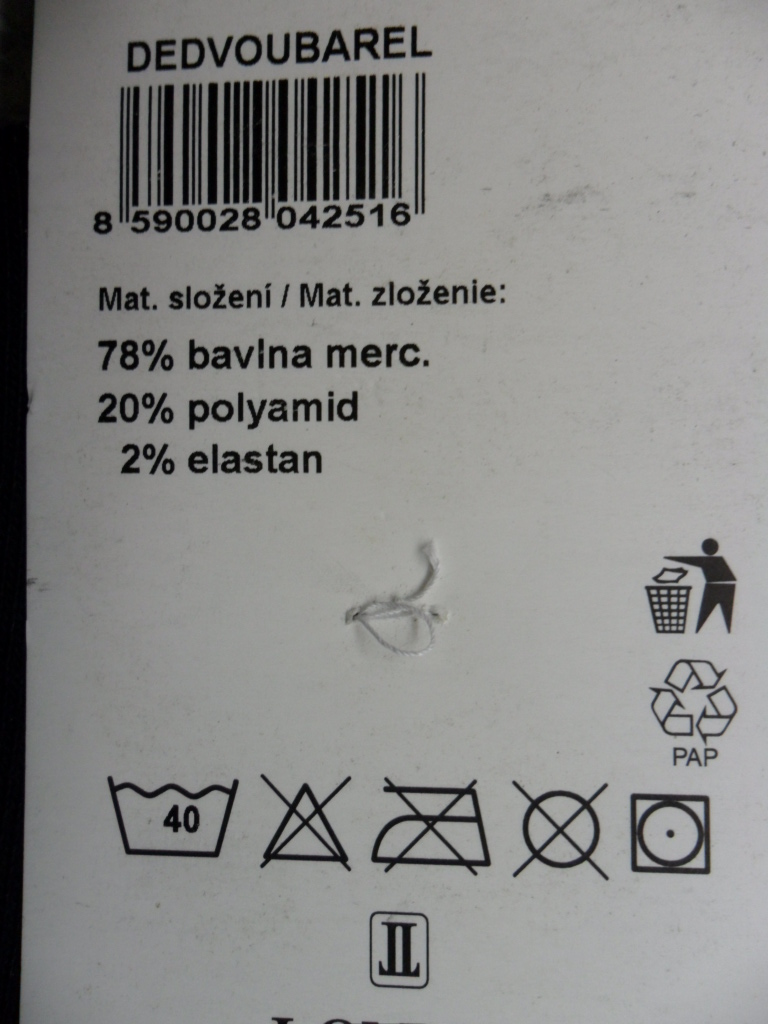 DEDVOUBAREL
8 590028 042516
Mat. složení / Mat. zloženie:
78% bavlna merc.
20% polyamid
2% elastan
PAP
40